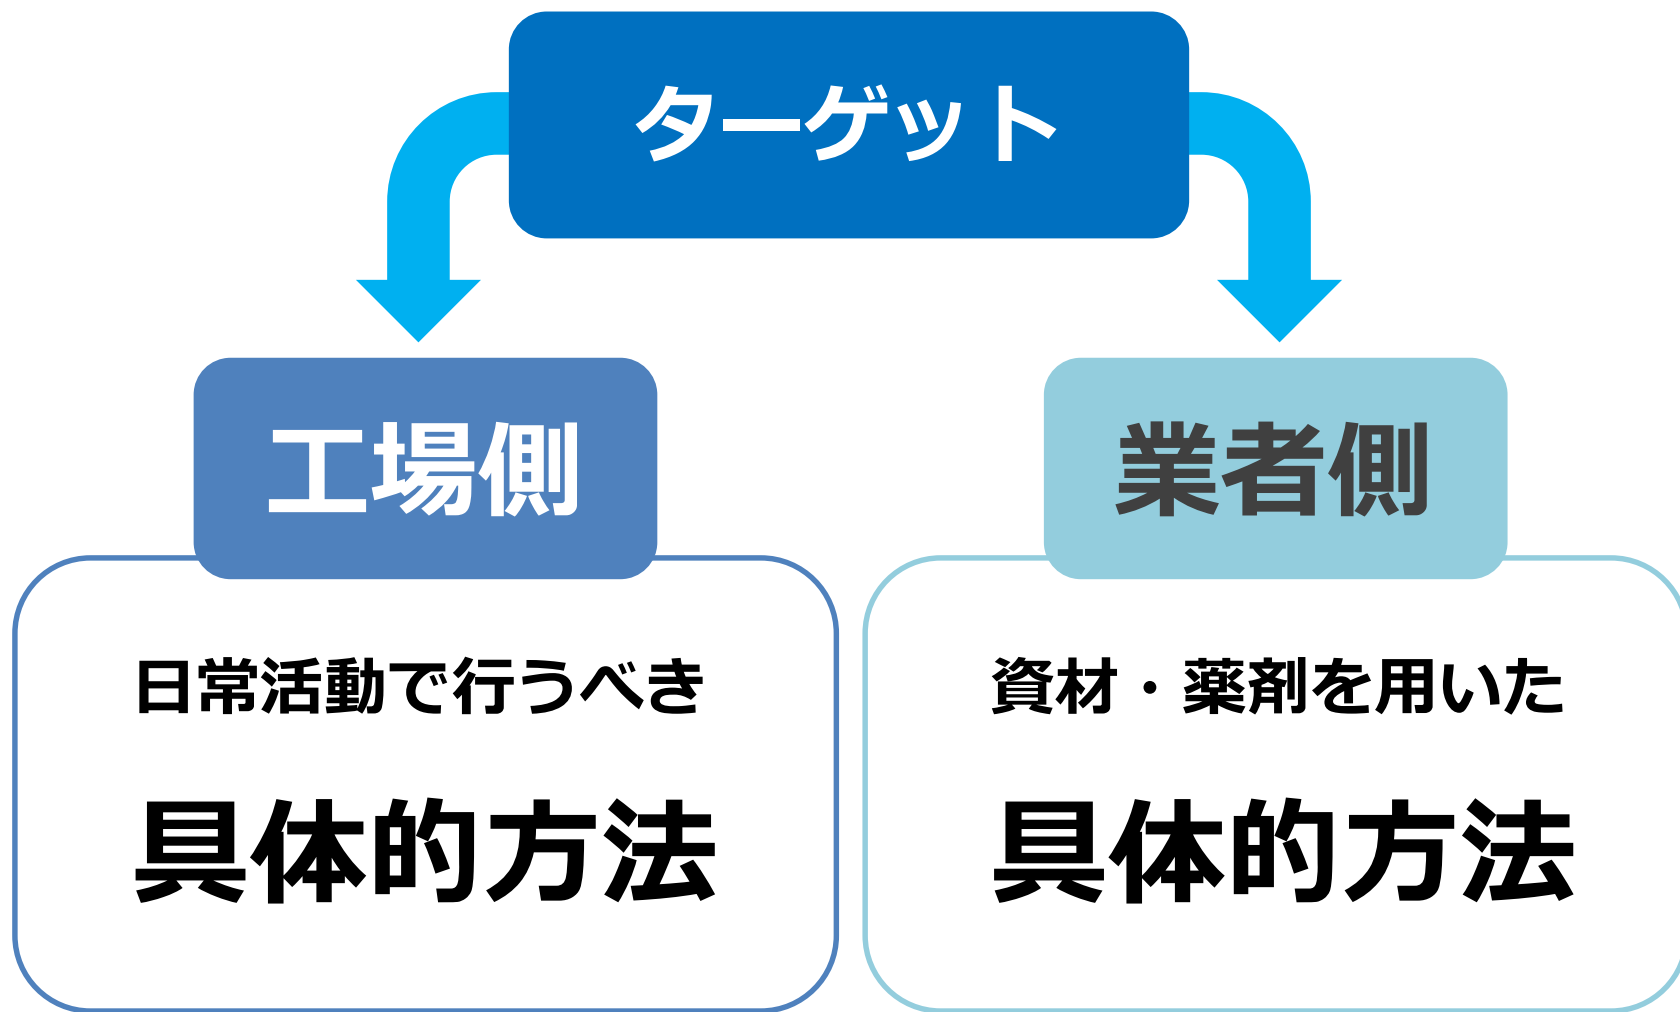 ターゲット
工場側
業者側
日常活動で行うべき
具体的方法
資材・薬剤を用いた
具体的方法